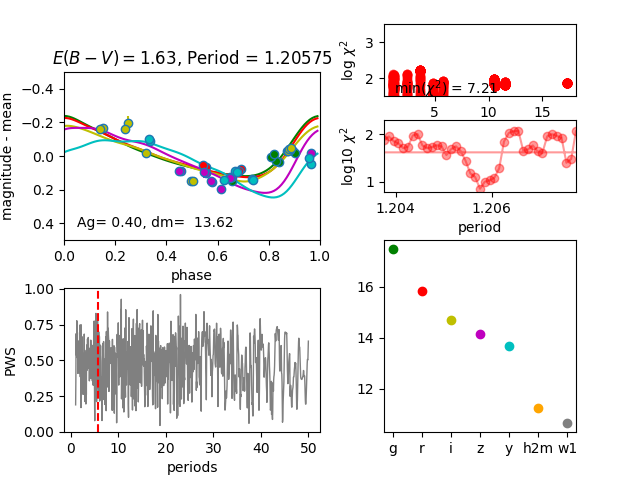 E(B − V) = 1.63, Period = 1.20575
magnitude - mean
−0.4
−0.2
0.0
0.2
0.4
Ag= 0.40, dm= 13.62
0.0 0.2 0.4 0.6 0.8 1.0
phase
log χ²
3
2
min(χ²) = 7.21
5 10 15
log10 χ²
2
1
1.204 1.206
period
PWS
1.00
0.75
0.50
0.25
0.00
0 10 20 30 40 50
periods
16
14
12
g r i z y h2m w1